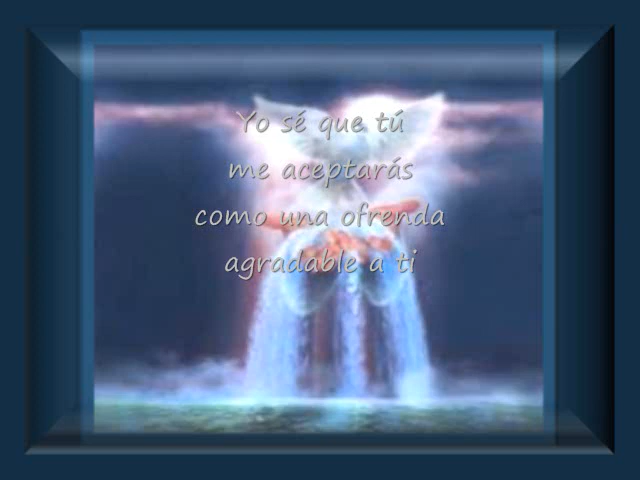 Yo sé que tú
me aceptarás
como una ofrenda
agradable a ti